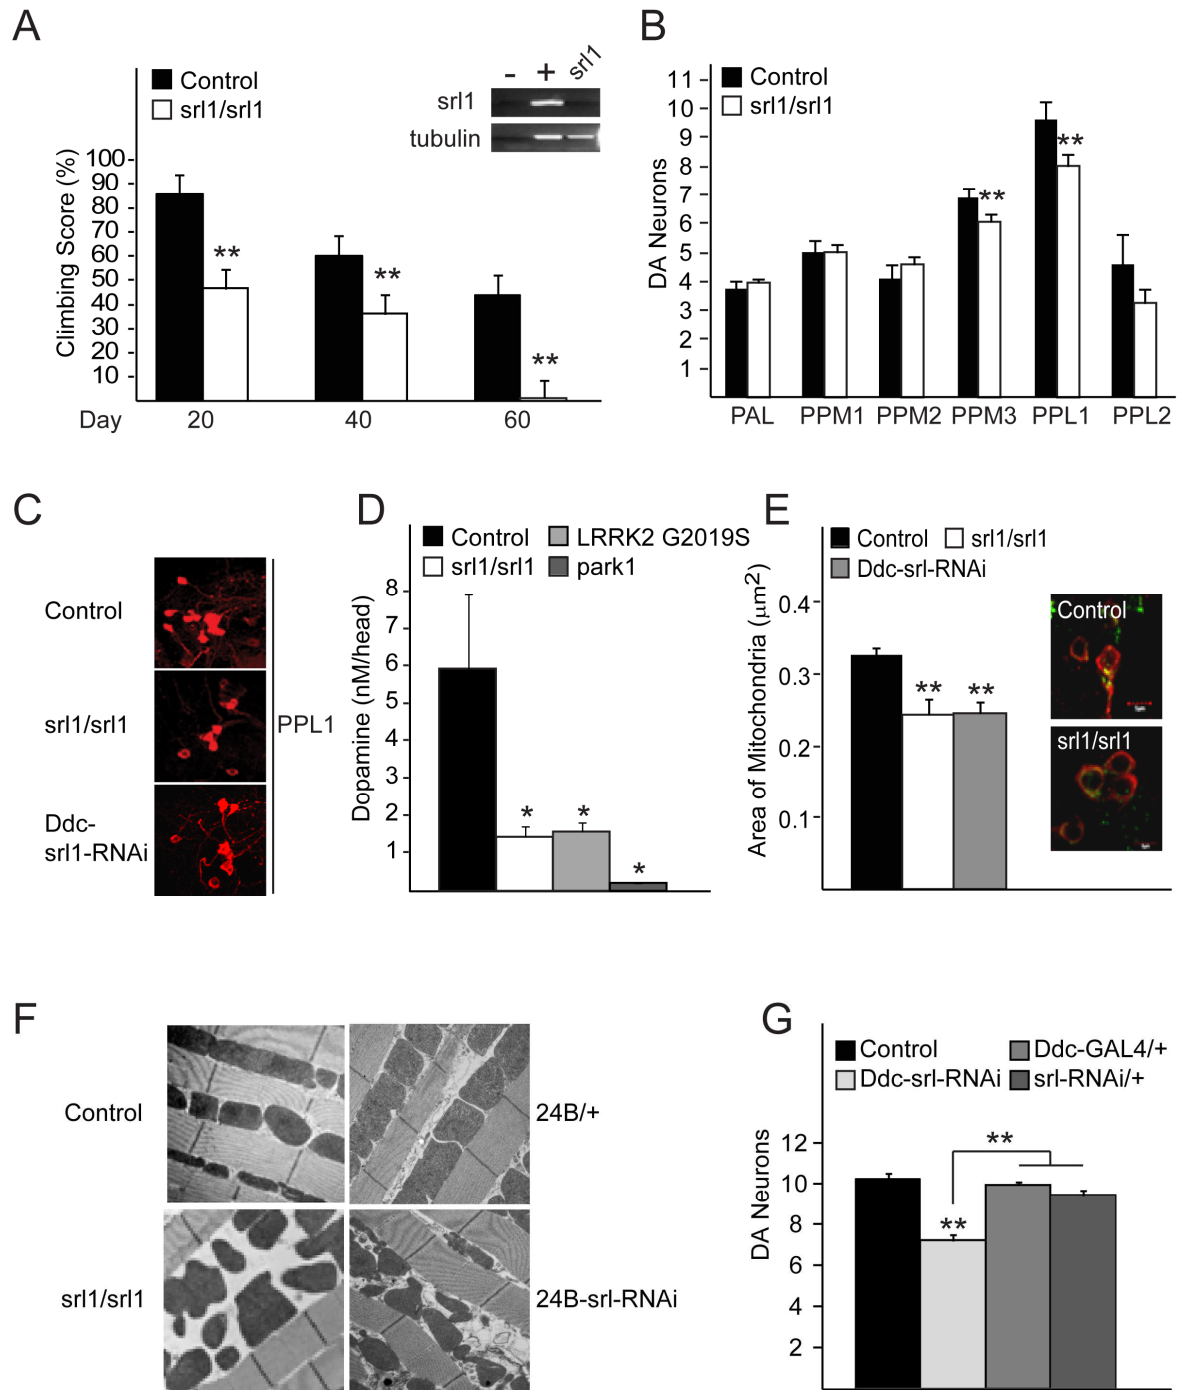 A
Control
srl1/srl1
- + srl1
srl1
tubulin
Climbing Score (%)
100
90
80
70
60
50
40
30
20
10
** ** **
Day 20 40 60
B
Control
srl1/srl1
DA Neurons
11
10
9
8
7
6
5
4
3
2
1
** **
PAL PPM1 PPM2 PPM3 PPL1 PPL2
C
Control
srl1/srl1
Ddc-
srl1-RNAi
PPL1
D
Control
srl1/srl1
LRRK2 G2019S
park1
Dopamine (nM/head)
8
7
6
5
4
3
2
1
* * *
E
Control
srl1/srl1
Ddc-srl-RNAi
Area of Mitochondria (μm²)
0.4
0.3
0.2
0.1
** **
Control
srl1/srl1
F
Control
24B/+
srl1/srl1
24B-srl-RNAi
G
Control
Ddc-srl-RNAi
Ddc-GAL4/+
srl-RNAi/+
DA Neurons
12
10
8
6
4
2
**
**